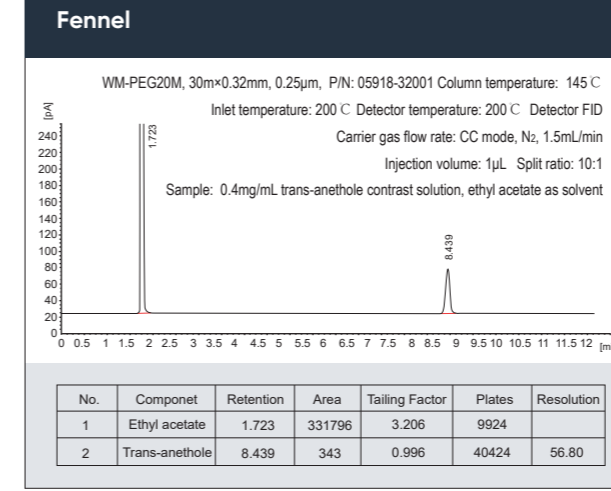 Fennel
WM-PEG20M, 30m×0.32mm, 0.25μm, P/N: 05918-32001 Column temperature: 145℃
Inlet temperature: 200℃ Detector temperature: 200℃ Detector FID
Carrier gas flow rate: CC mode, N₂, 1.5mL/min
Injection volume: 1μL Split ratio: 10:1
Sample: 0.4mg/mL trans-anethole contrast solution, ethyl acetate as solvent
[pA]
240
220
200
180
160
140
120
100
80
60
40
20
0
1.723
8.439
0 0.5 1 1.5 2 2.5 3 3.5 4 4.5 5 5.5 6 6.5 7 7.5 8 8.5 9 9.5 10 10.5 11 11.5 12 [m
No. Componet Retention Area Tailing Factor Plates Resolution
1 Ethyl acetate 1.723 331796 3.206 9924
2 Trans-anethole 8.439 343 0.996 40424 56.80